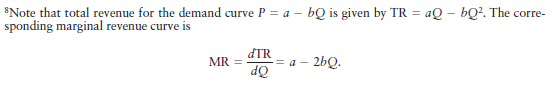 ⁸Note that total revenue for the demand curve P = a – bQ is given by TR = aQ – bQ². The corre-
sponding marginal revenue curve is
MR = dTR/dQ = a – 2bQ.